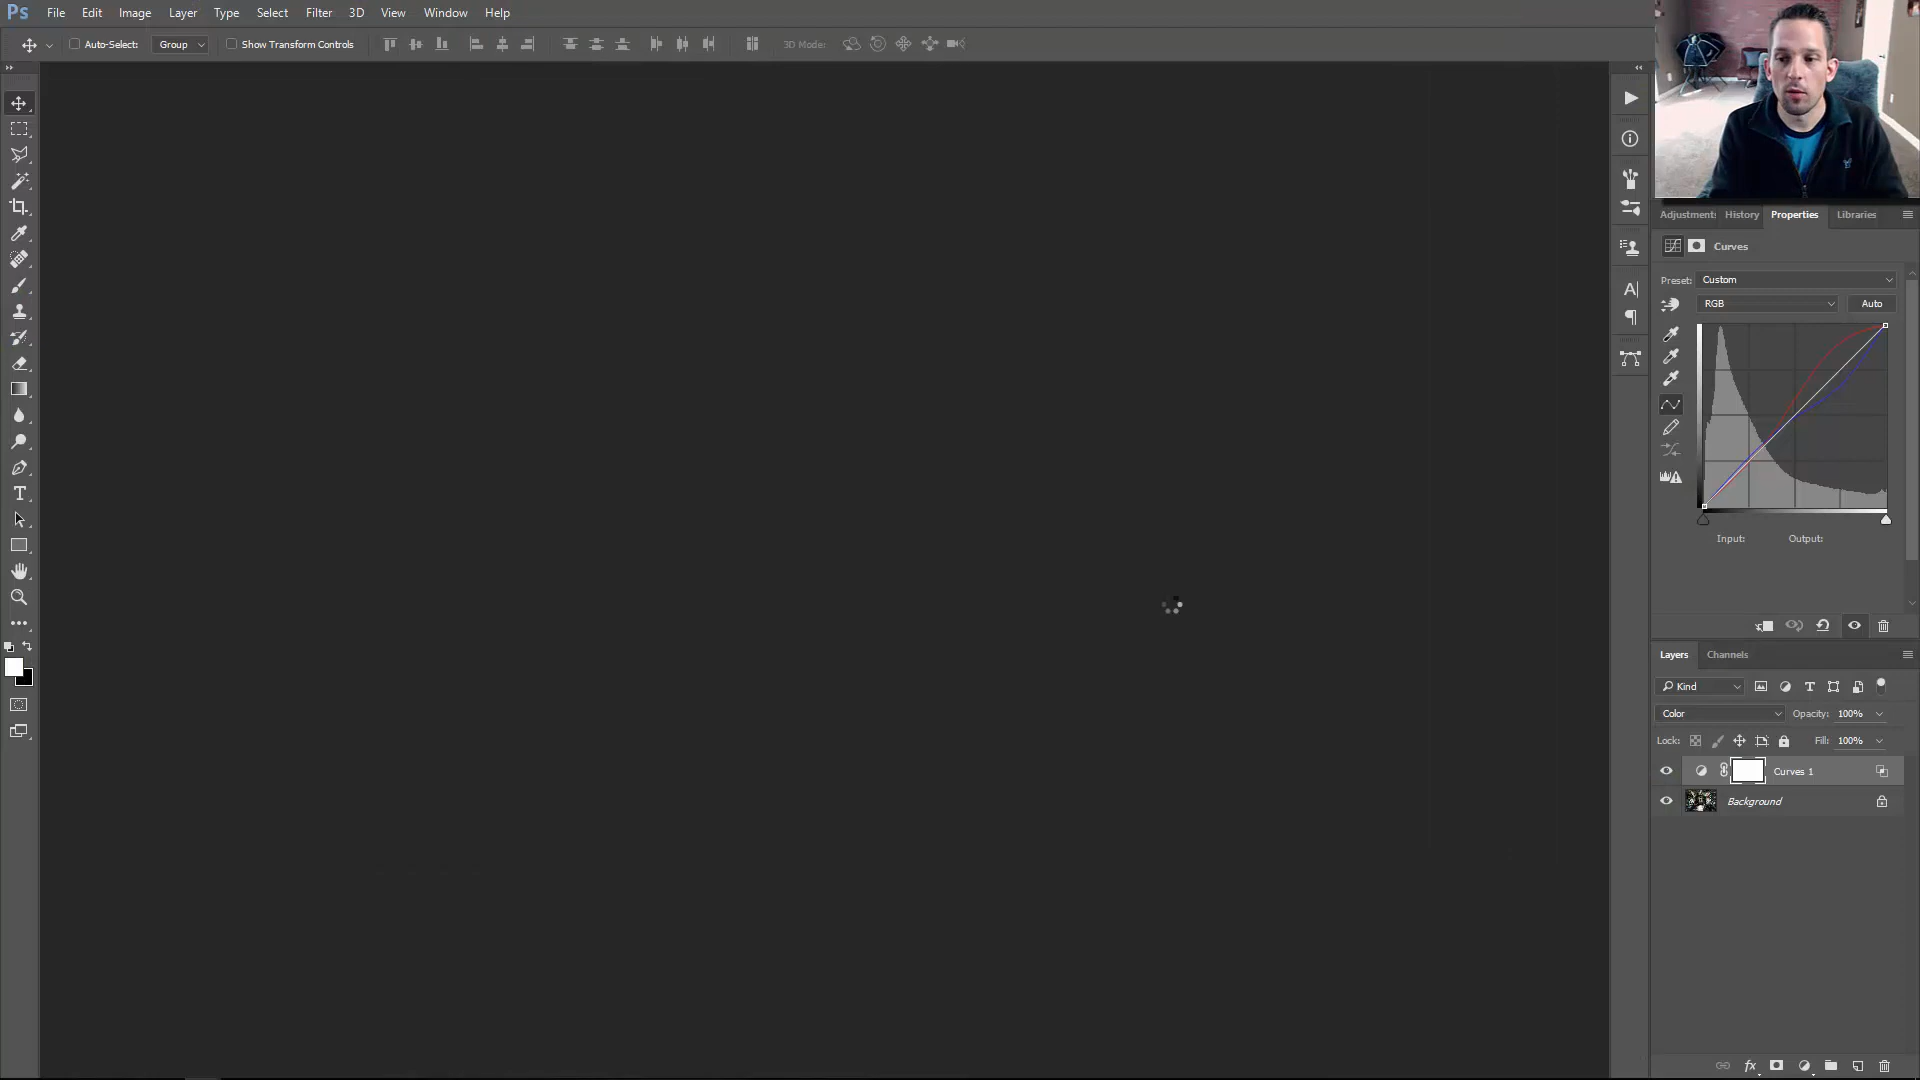 Ps File Edit Image Layer Type Select Filter 3D View Window Help
Auto-Select: Group Show Transform Controls 3D Mode:
Adjustment History Properties Libraries
Curves
Preset: Custom
RGB Auto
Input: Output:
Layers Channels
Kind
Color Opacity: 100%
Lock: Fill: 100%
Curves 1
Background
fx